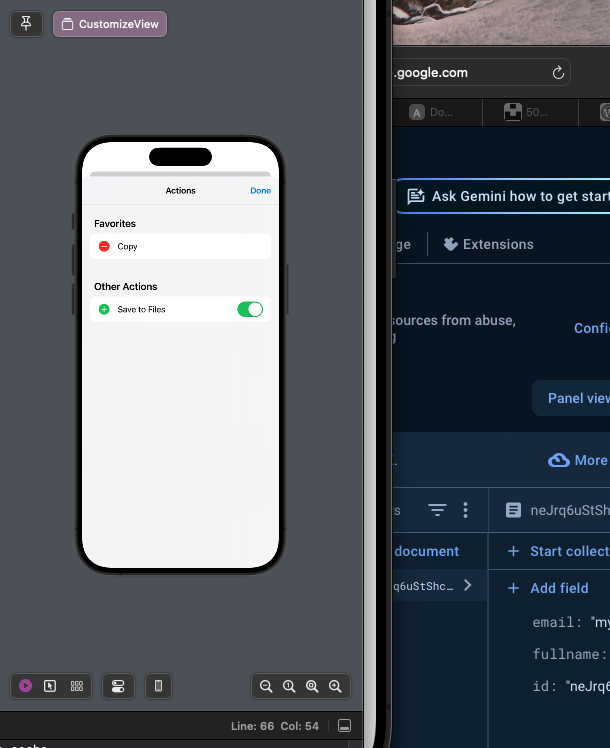 CustomizeView
Actions
Done
Favorites
Copy
Other Actions
Save to Files
Line: 66 Col: 54
.google.com
A
Do...
50...
Ask Gemini how to get start
ge
Extensions
ources from abuse,
g
Confi
Panel view
More
rs
neJrq6uStSh
document
+ Start collect
q6uStShc...
+ Add field
email: "my
fullname:
id: "neJrq6